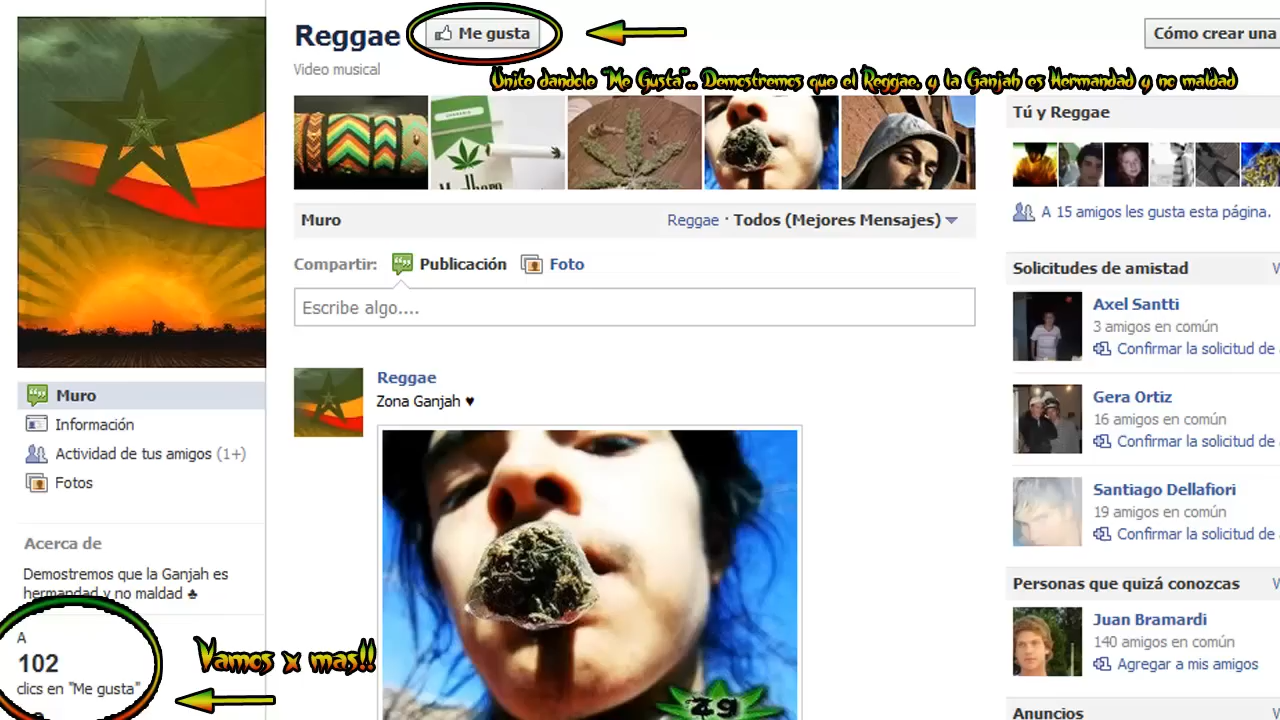 Reggae
Me gusta
Cómo crear una
Video musical
Unite dandole "Me Gusta".. Demostremos que el Reggae, y la Ganjah es Hermandad y no maldad
Tú y Reggae
A 15 amigos les gusta esta página.
Muro
Reggae · Todos (Mejores Mensajes)
Compartir: Publicación Foto
Escribe algo....
Solicitudes de amistad
Axel Santti
3 amigos en común
Confirmar la solicitud de
Gera Ortiz
16 amigos en común
Confirmar la solicitud de
Santiago Dellafiori
19 amigos en común
Confirmar la solicitud de
Personas que quizá conozcas
Juan Bramardi
140 amigos en común
Agregar a mis amigos
Anuncios
Reggae
Zona Ganjah ♥
Muro
Información
Actividad de tus amigos (1+)
Fotos
Acerca de
Demostremos que la Ganjah es
hermandad y no maldad ♣
A
102
clics en "Me gusta"
Vamos x mas!!